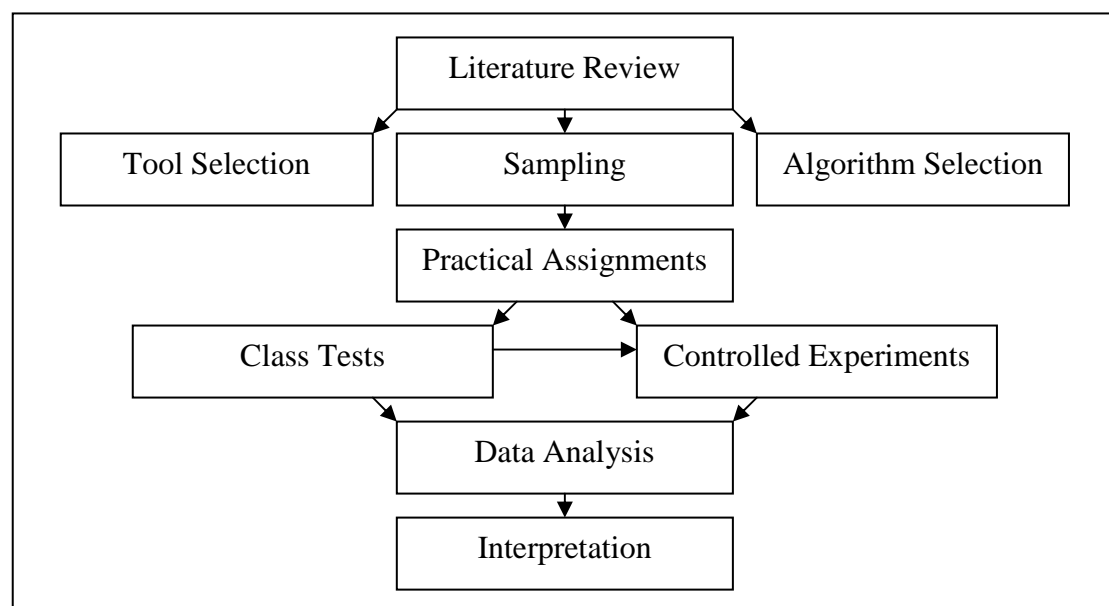 Literature Review
Tool Selection
Sampling
Algorithm Selection
Practical Assignments
Class Tests
Controlled Experiments
Data Analysis
Interpretation